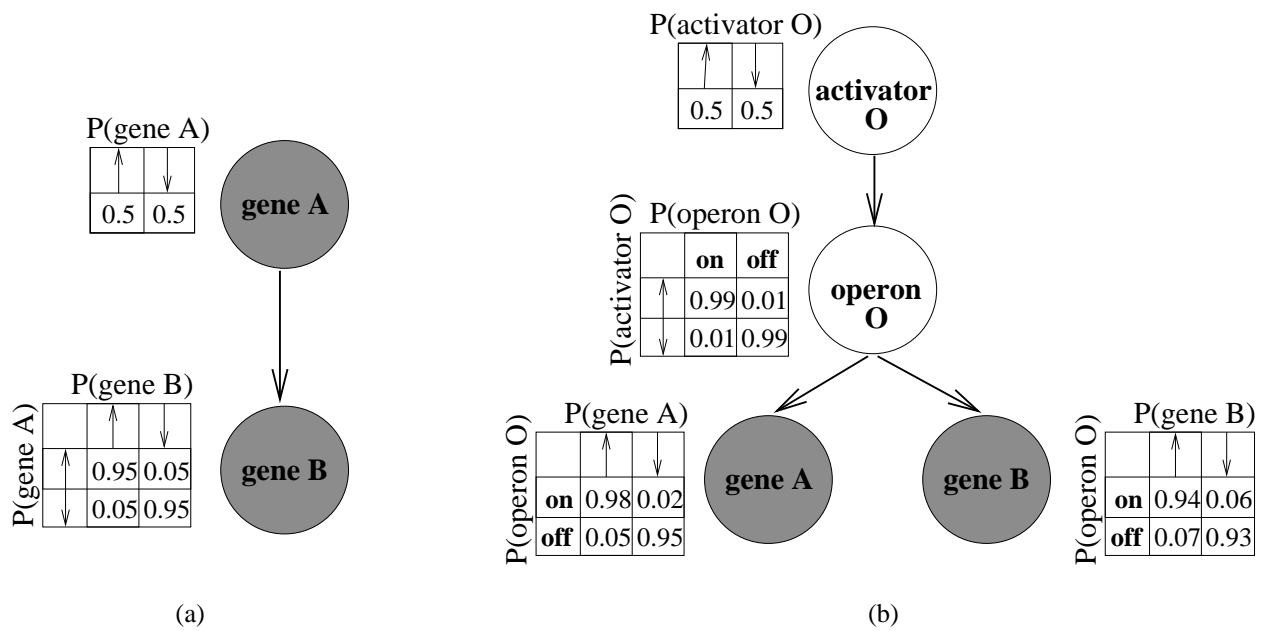 P(gene A)
0.5 0.5
gene A
P(gene B)
P(gene A)
0.95 0.05
0.05 0.95
gene B
(a)
P(activator O)
0.5 0.5
activator
O
P(operon O)
P(activator O)
on off
0.99 0.01
0.01 0.99
operon
O
P(gene A)
P(operon O)
on 0.98 0.02
off 0.05 0.95
gene A
gene B
P(gene B)
P(operon O)
on 0.94 0.06
off 0.07 0.93
(b)